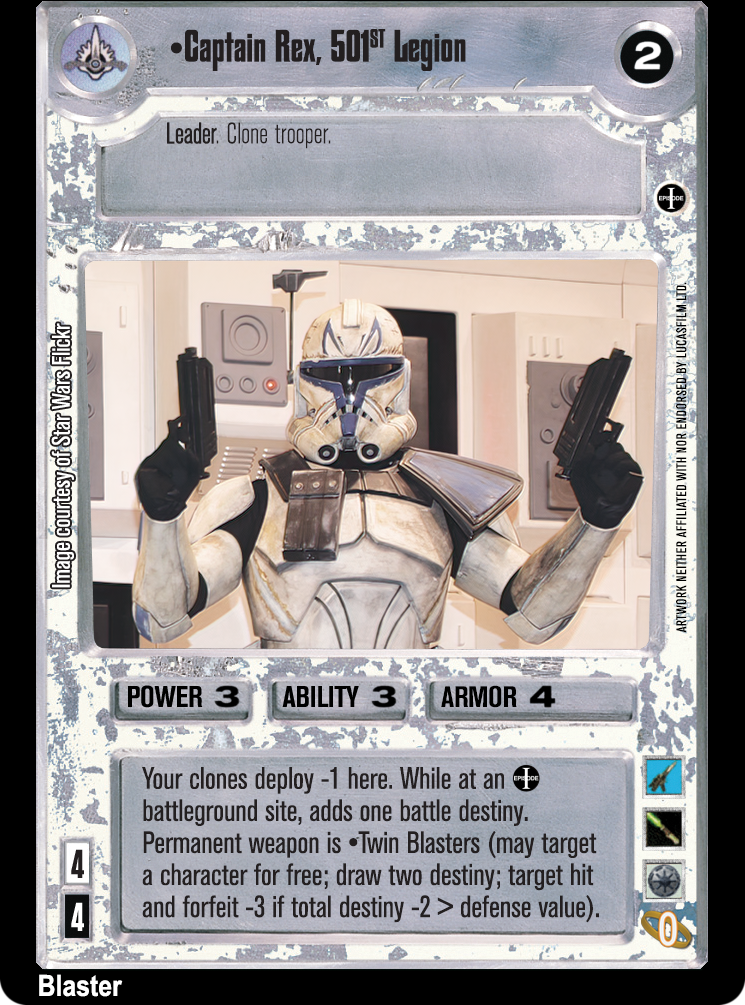 •Captain Rex, 501ST Legion
2
Leader. Clone trooper.
EPISODE I
Image courtesy of Star Wars Flickr
ARTWORK NEITHER AFFILIATED WITH NOR ENDORSED BY LUCASFILM LTD.
POWER 3 ABILITY 3 ARMOR 4
Your clones deploy -1 here. While at an EPISODE I
battleground site, adds one battle destiny.
Permanent weapon is •Twin Blasters (may target
a character for free; draw two destiny; target hit
and forfeit -3 if total destiny -2 > defense value).
4
4
0
Blaster